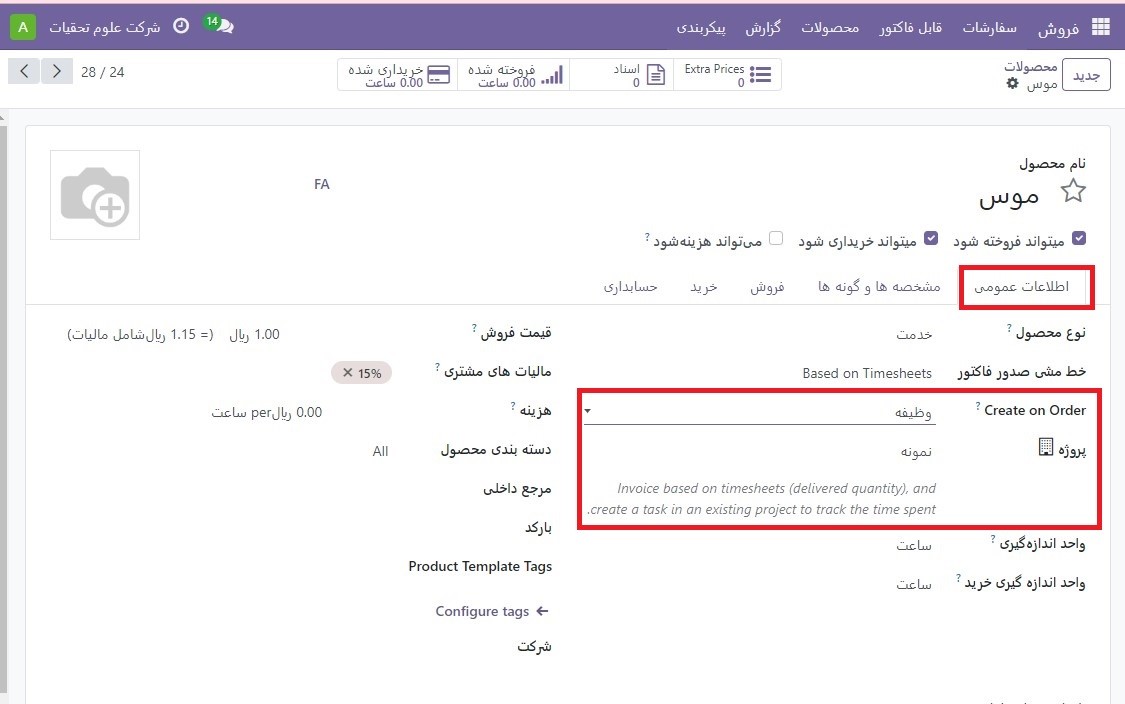 فروش سفارشات قابل فاکتور محصولات گزارش پیکربندی 14 شرکت علوم تحقیات A
جدید محصولات Extra Prices 0 اسناد 0 فروخته شده 0.00 ساعت خریداری شده 0.00 ساعت 28 / 24
موس
نام محصول
موس
FA
میتواند فروخته شود میتواند خریداری شود می‌تواند هزینه‌شود ?
اطلاعات عمومی مشخصه ها و گونه ها فروش خرید حسابداری
نوع محصول ? خدمت
خط مشی صدور فاکتور Based on Timesheets
Create on Order ? وظیفه
پروژه نمونه
Invoice based on timesheets (delivered quantity), and
create a task in an existing project to track the time spent.
واحد اندازه‌گیری ? ساعت
واحد اندازه گیری خرید ? ساعت
قیمت فروش ? 1.00 ریال (= 1.15 ریال‌شامل مالیات)
مالیات های مشتری ? 15% ✕
هزینه ? 0.00 ریالper ساعت
دسته بندی محصول All
مرجع داخلی
بارکد
Product Template Tags
Configure tags
شرکت